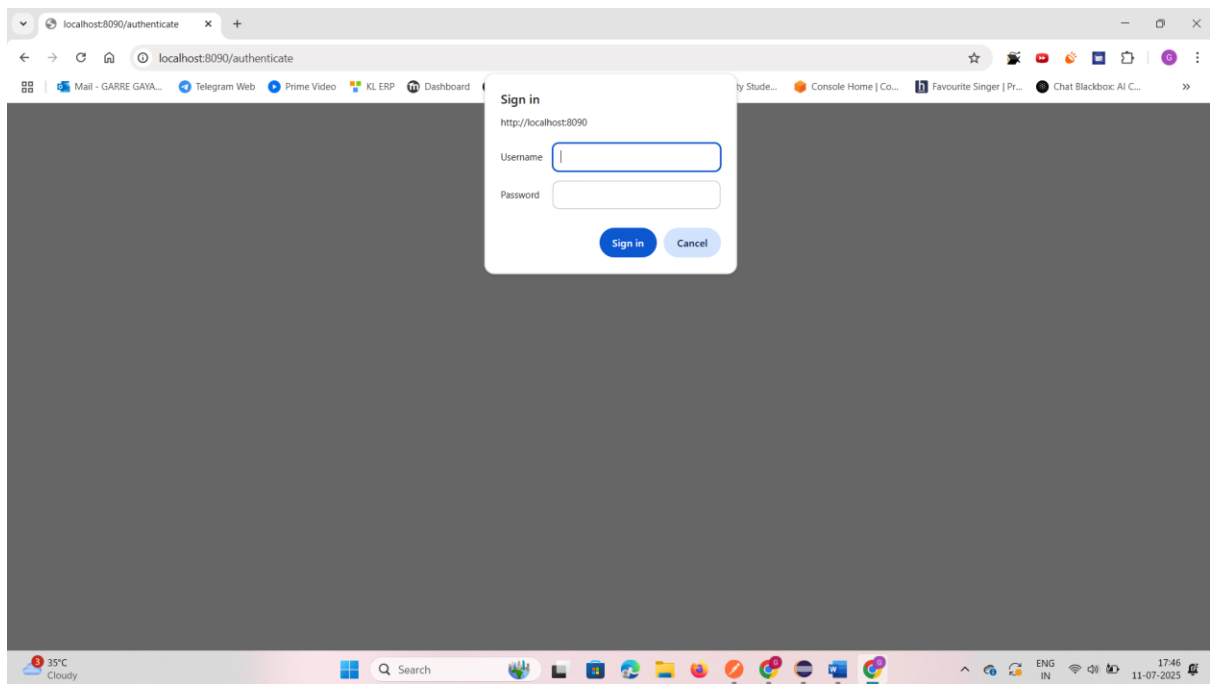 localhost:8090/authenticate
localhost:8090/authenticate
G
Mail - GARRE GAYA... Telegram Web Prime Video KL ERP Dashboard ty Stude... Console Home | Co... Favourite Singer | Pr... Chat Blackbox: AI C...
Sign in
http://localhost:8090
Username
Password
Sign in Cancel
3 35°C
Cloudy
Search
ENG
IN
17:46
11-07-2025